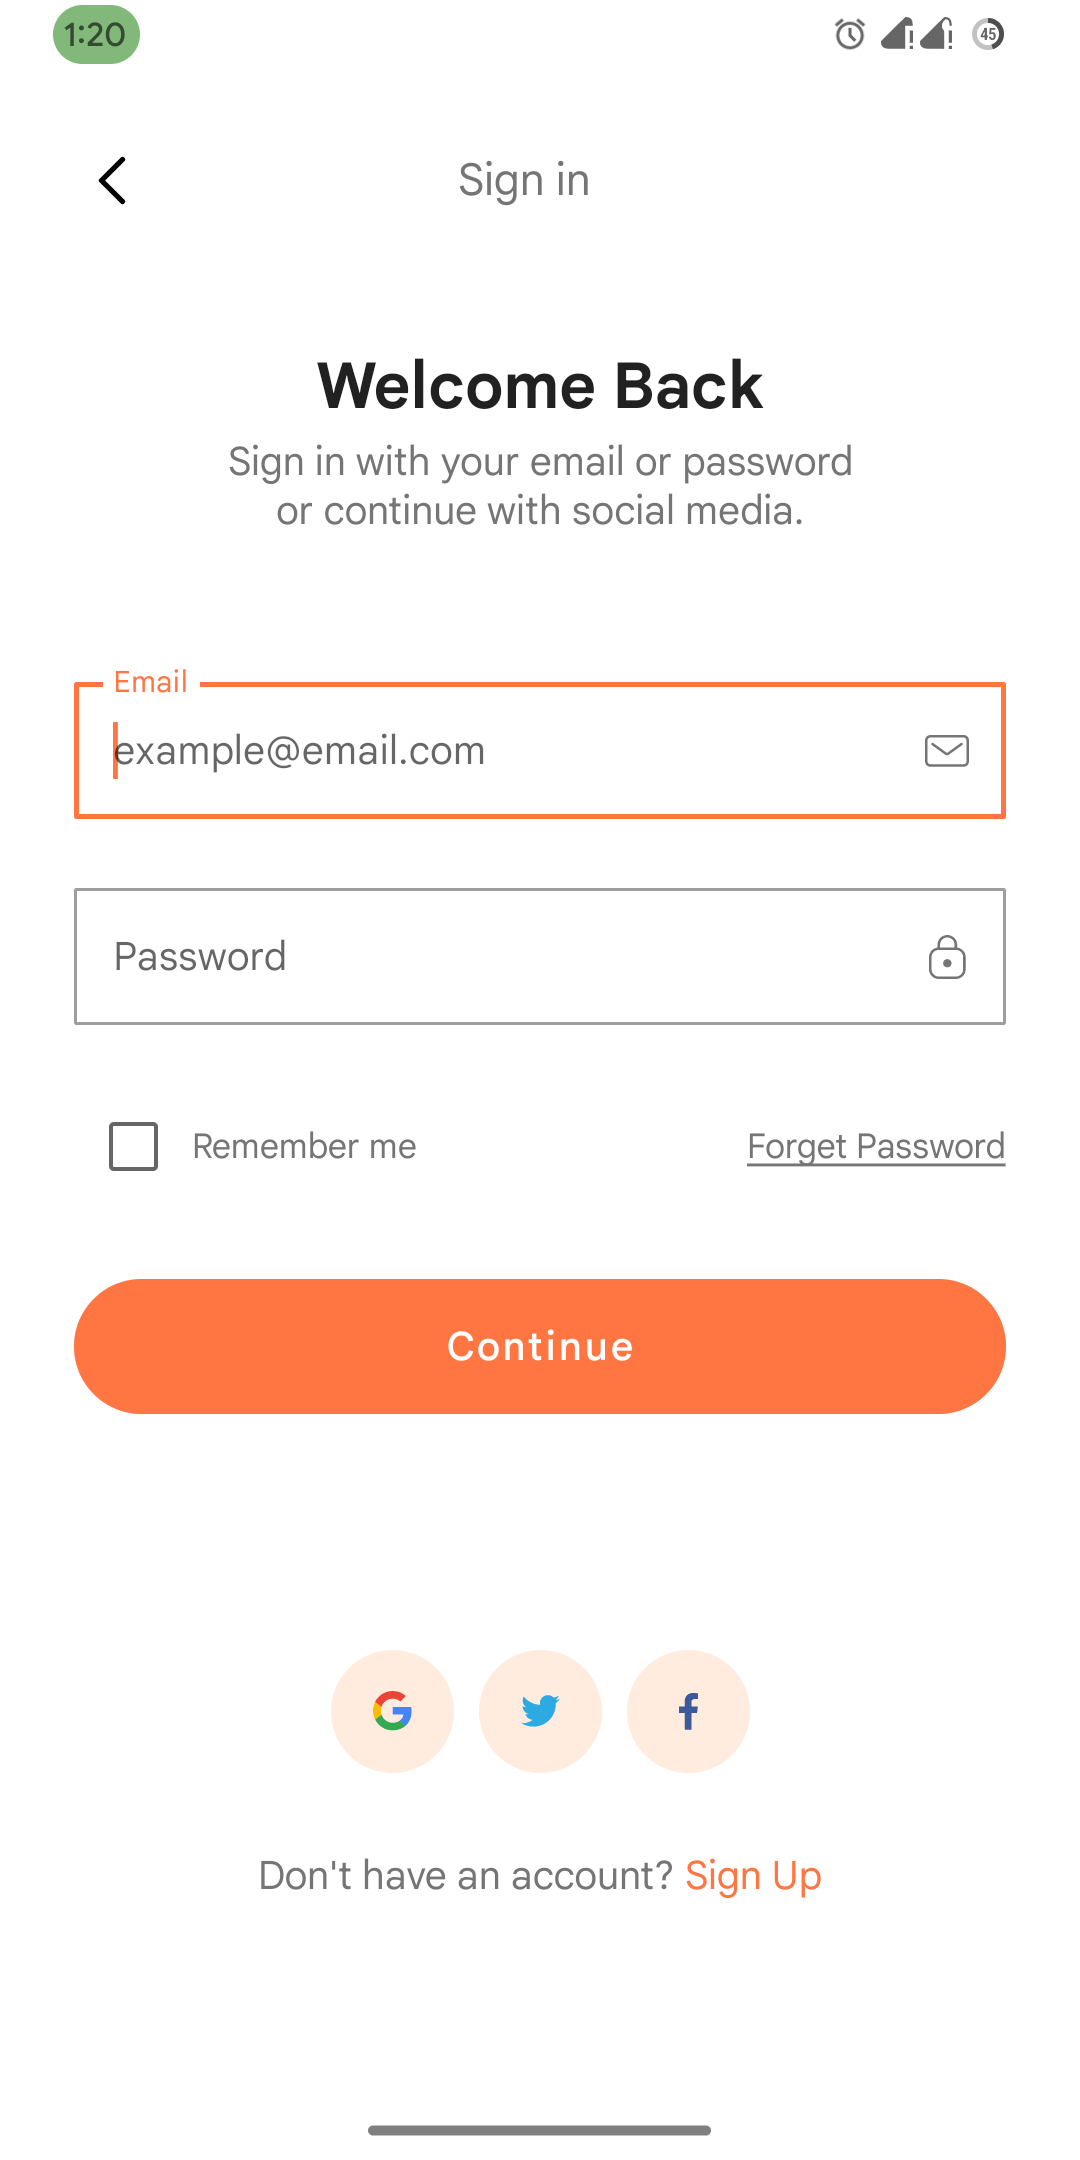 1:20
45
Sign in
Welcome Back
Sign in with your email or password
or continue with social media.
Email
example@email.com
Password
Remember me
Forget Password
Continue
Don't have an account? Sign Up